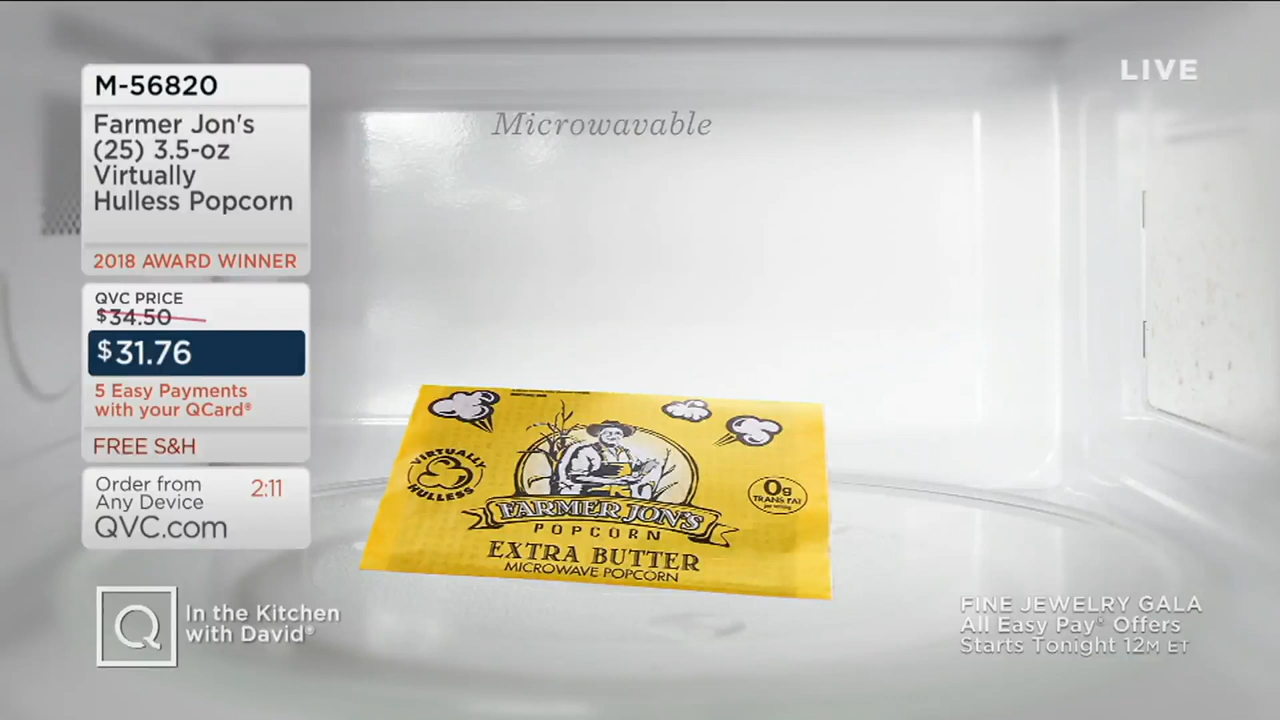 M-56820
Farmer Jon's
(25) 3.5-oz
Virtually
Hulless Popcorn
2018 AWARD WINNER
QVC PRICE
$34.50
$31.76
5 Easy Payments
with your QCard®
FREE S&H
Order from
Any Device
2:11
QVC.com
Q
In the Kitchen
with David®
LIVE
Microwavable
VIRTUALLY
HULLESS
0g
TRANS FAT
per serving
FARMER JON'S
POPCORN
EXTRA BUTTER
MICROWAVE POPCORN
FINE JEWELRY GALA
All Easy Pay® Offers
Starts Tonight 12M ET